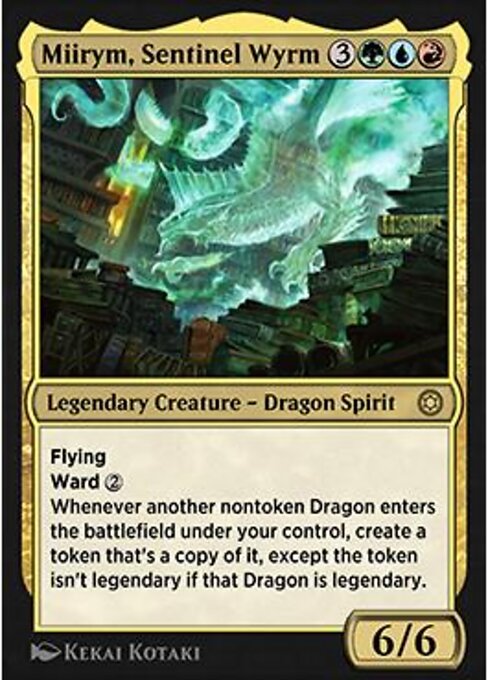 Miirym, Sentinel Wyrm 3
Legendary Creature – Dragon Spirit
Flying
Ward 2
Whenever another nontoken Dragon enters
the battlefield under your control, create a
token that's a copy of it, except the token
isn't legendary if that Dragon is legendary.
6/6
KEKAI KOTAKI